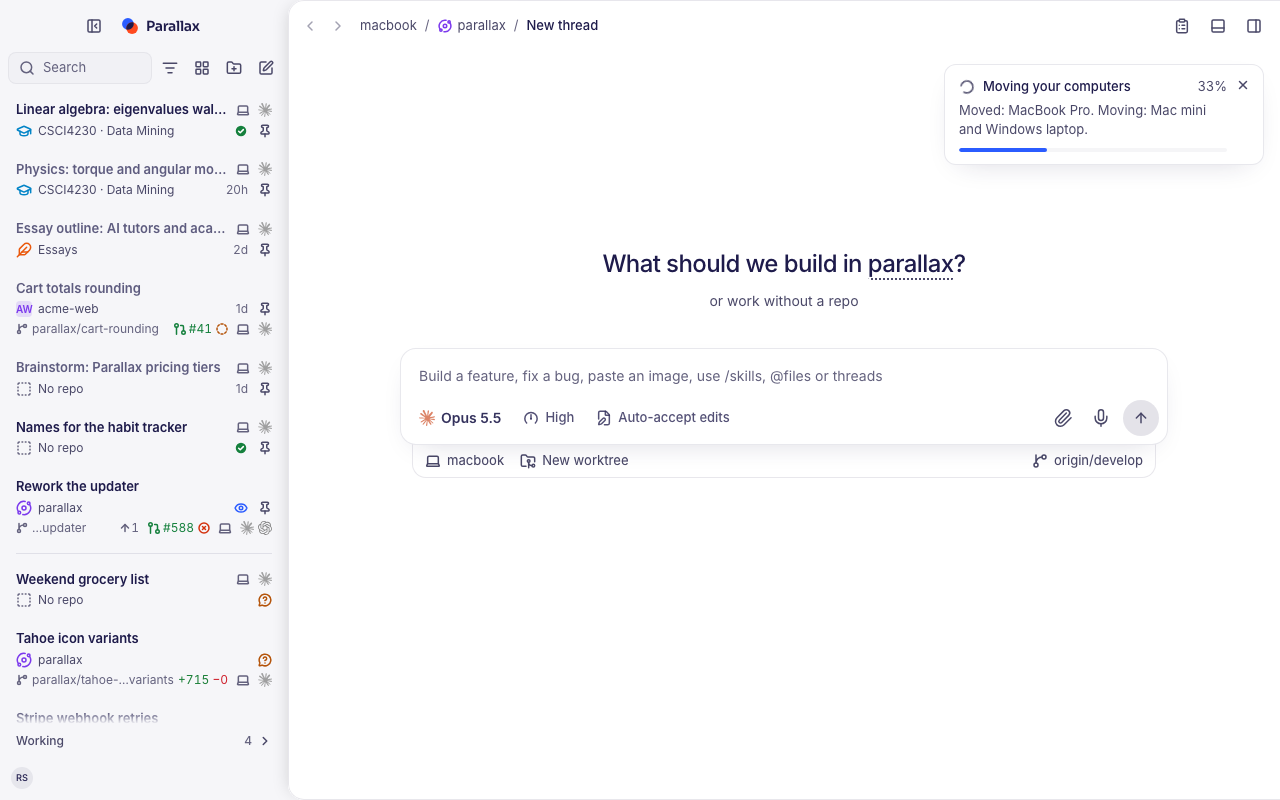 Parallax
Search
Linear algebra: eigenvalues wal...
CSCI4230 · Data Mining
Physics: torque and angular mo...
CSCI4230 · Data Mining 20h
Essay outline: AI tutors and aca...
Essays 2d
Cart totals rounding
AW acme-web 1d
parallax/cart-rounding #41
Brainstorm: Parallax pricing tiers
No repo 1d
Names for the habit tracker
No repo
Rework the updater
parallax
...updater ↑1 #588
Weekend grocery list
No repo
Tahoe icon variants
parallax
parallax/tahoe-...variants +715 −0
Stripe webhook retries
Working 4
RS
macbook / parallax / New thread
Moving your computers 33%
Moved: MacBook Pro. Moving: Mac mini
and Windows laptop.
What should we build in parallax?
or work without a repo
Build a feature, fix a bug, paste an image, use /skills, @files or threads
Opus 5.5 High Auto-accept edits
macbook New worktree origin/develop